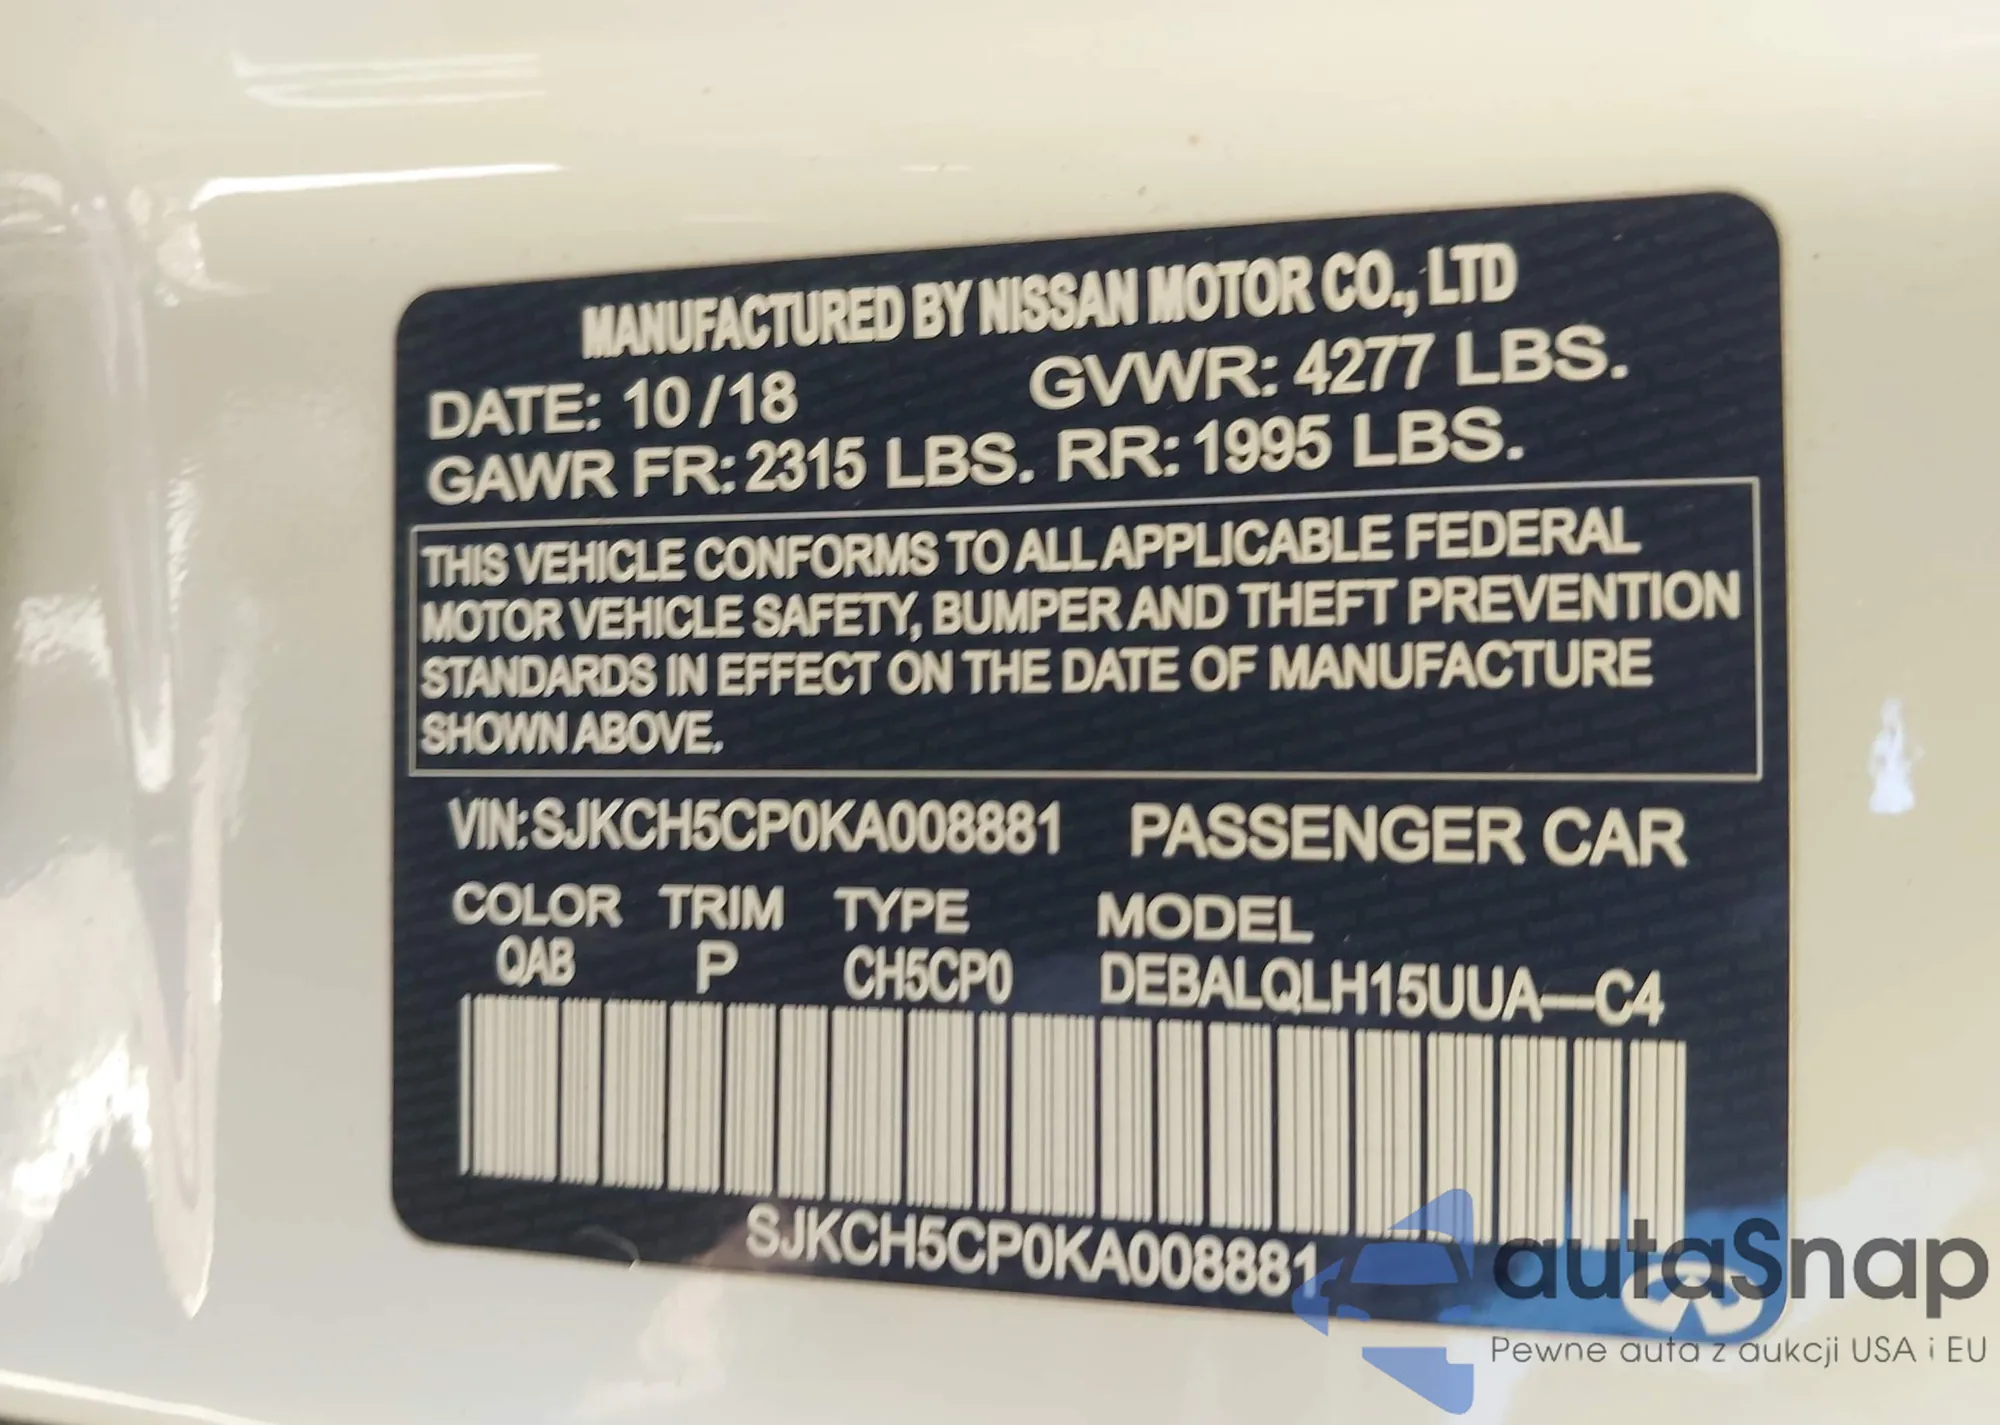 MANUFACTURED BY NISSAN MOTOR CO., LTD
DATE: 10/18 GVWR: 4277 LBS.
GAWR FR: 2315 LBS. RR: 1995 LBS.
THIS VEHICLE CONFORMS TO ALL APPLICABLE FEDERAL
MOTOR VEHICLE SAFETY, BUMPER AND THEFT PREVENTION
STANDARDS IN EFFECT ON THE DATE OF MANUFACTURE
SHOWN ABOVE.
VIN: SJKCH5CP0KA008881 PASSENGER CAR
COLOR TRIM TYPE MODEL
QAB P CH5CP0 DEBALQLH15UUA—C4
SJKCH5CP0KA008881
autaSnap
Pewne auta z aukcji USA i EU